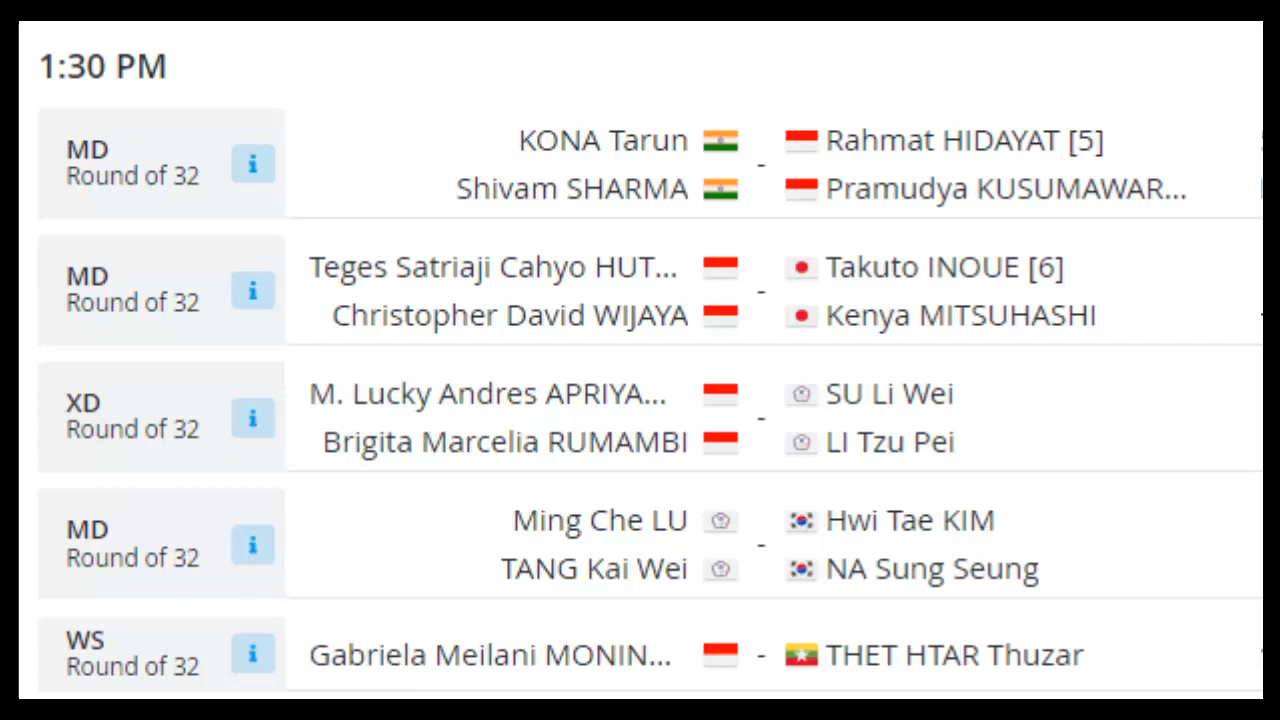 1:30 PM
MD
Round of 32
i
KONA Tarun - Rahmat HIDAYAT [5]
Shivam SHARMA Pramudya KUSUMAWAR...
MD
Round of 32
i
Teges Satriaji Cahyo HUT... - Takuto INOUE [6]
Christopher David WIJAYA Kenya MITSUHASHI
XD
Round of 32
i
M. Lucky Andres APRIYA... - SU Li Wei
Brigita Marcelia RUMAMBI LI Tzu Pei
MD
Round of 32
i
Ming Che LU - Hwi Tae KIM
TANG Kai Wei NA Sung Seung
WS
Round of 32
i
Gabriela Meilani MONIN... - THET HTAR Thuzar